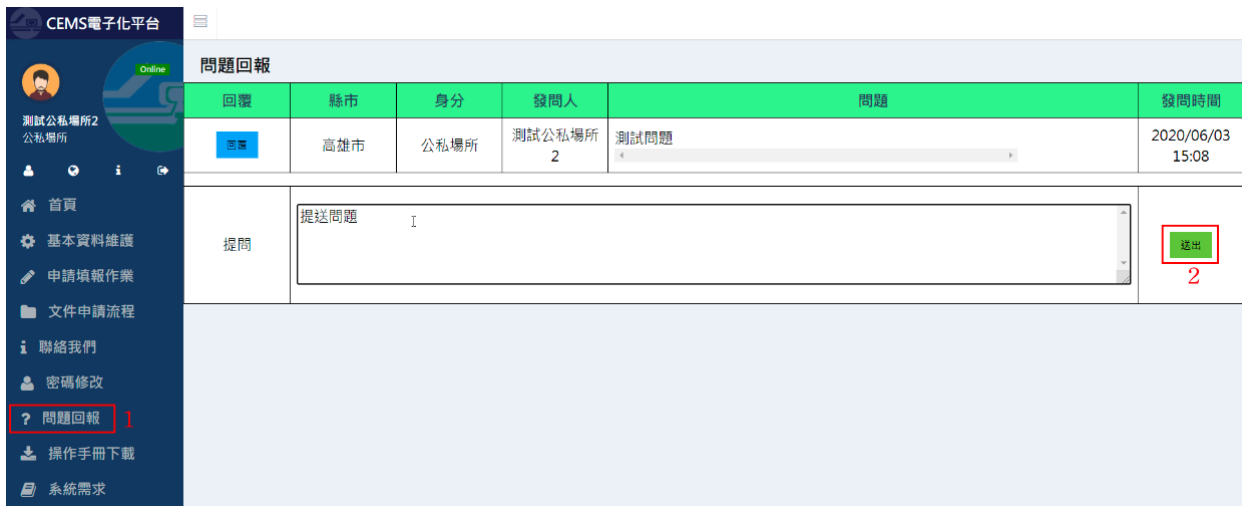 CEMS電子化平台
Online
測試公私場所2
公私場所
首頁
基本資料維護
申請填報作業
文件申請流程
聯絡我們
密碼修改
問題回報 1
操作手冊下載
系統需求
問題回報
回覆 縣市 身分 發問人 問題 發問時間
回覆 高雄市 公私場所 測試公私場所 測試問題 2020/06/03
2 15:08
提問 提送問題 送出
2